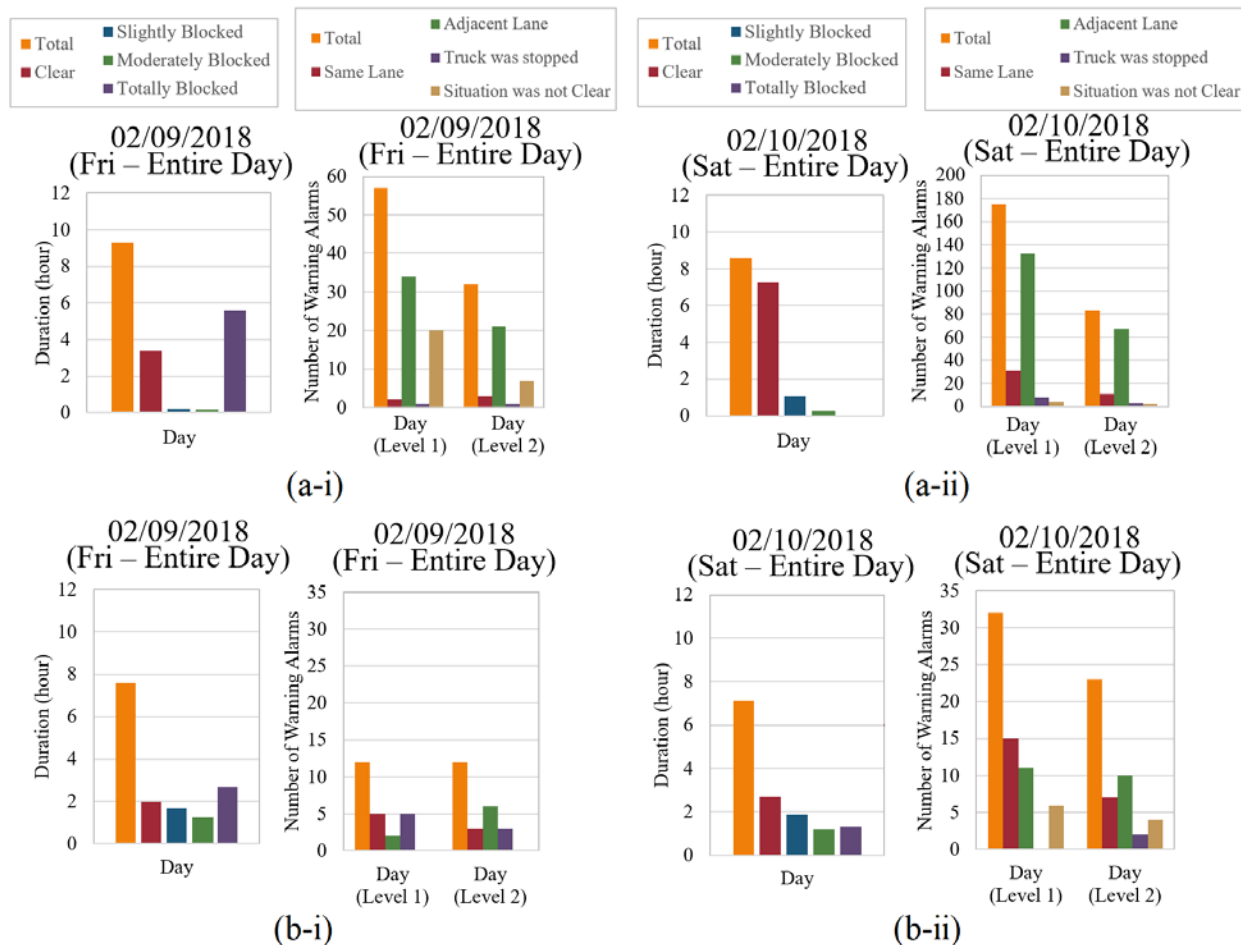 Total
Clear
Slightly Blocked
Moderately Blocked
Totally Blocked
Total
Same Lane
Adjacent Lane
Truck was stopped
Situation was not Clear
Total
Clear
Slightly Blocked
Moderately Blocked
Totally Blocked
Total
Same Lane
Adjacent Lane
Truck was stopped
Situation was not Clear
02/09/2018
(Fri – Entire Day)
Duration (hour)
12
10
8
6
4
2
0
Day
02/09/2018
(Fri – Entire Day)
Number of Warning Alarms
60
50
40
30
20
10
0
Day
(Level 1)
Day
(Level 2)
(a-i)
02/10/2018
(Sat – Entire Day)
Duration (hour)
12
10
8
6
4
2
0
Day
02/10/2018
(Sat – Entire Day)
Number of Warning Alarms
200
180
160
140
120
100
80
60
40
20
0
Day
(Level 1)
Day
(Level 2)
(a-ii)
02/09/2018
(Fri – Entire Day)
Duration (hour)
12
10
8
6
4
2
0
Day
02/09/2018
(Fri – Entire Day)
Number of Warning Alarms
35
30
25
20
15
10
5
0
Day
(Level 1)
Day
(Level 2)
(b-i)
02/10/2018
(Sat – Entire Day)
Duration (hour)
12
10
8
6
4
2
0
Day
02/10/2018
(Sat – Entire Day)
Number of Warning Alarms
35
30
25
20
15
10
5
0
Day
(Level 1)
Day
(Level 2)
(b-ii)